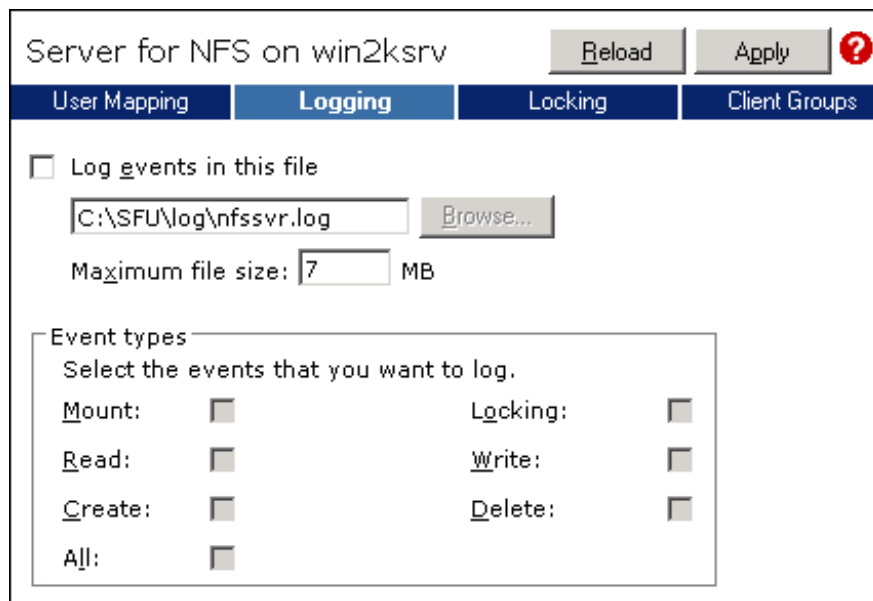 Server for NFS on win2ksrv Reload Apply ?
User Mapping Logging Locking Client Groups
Log events in this file
C:\SFU\log\nfssvr.log Browse...
Maximum file size: 7 MB
Event types
Select the events that you want to log.
Mount: Locking:
Read: Write:
Create: Delete:
All: